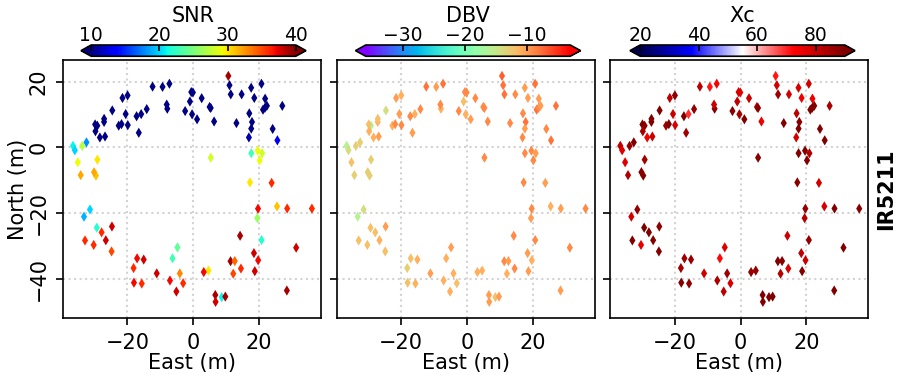 SNR DBV Xc
10 20 30 40 −30 −20 −10 20 40 60 80
20
0
−20
−40
North (m)
IR5211
−20 0 20 −20 0 20 −20 0 20
East (m) East (m) East (m)